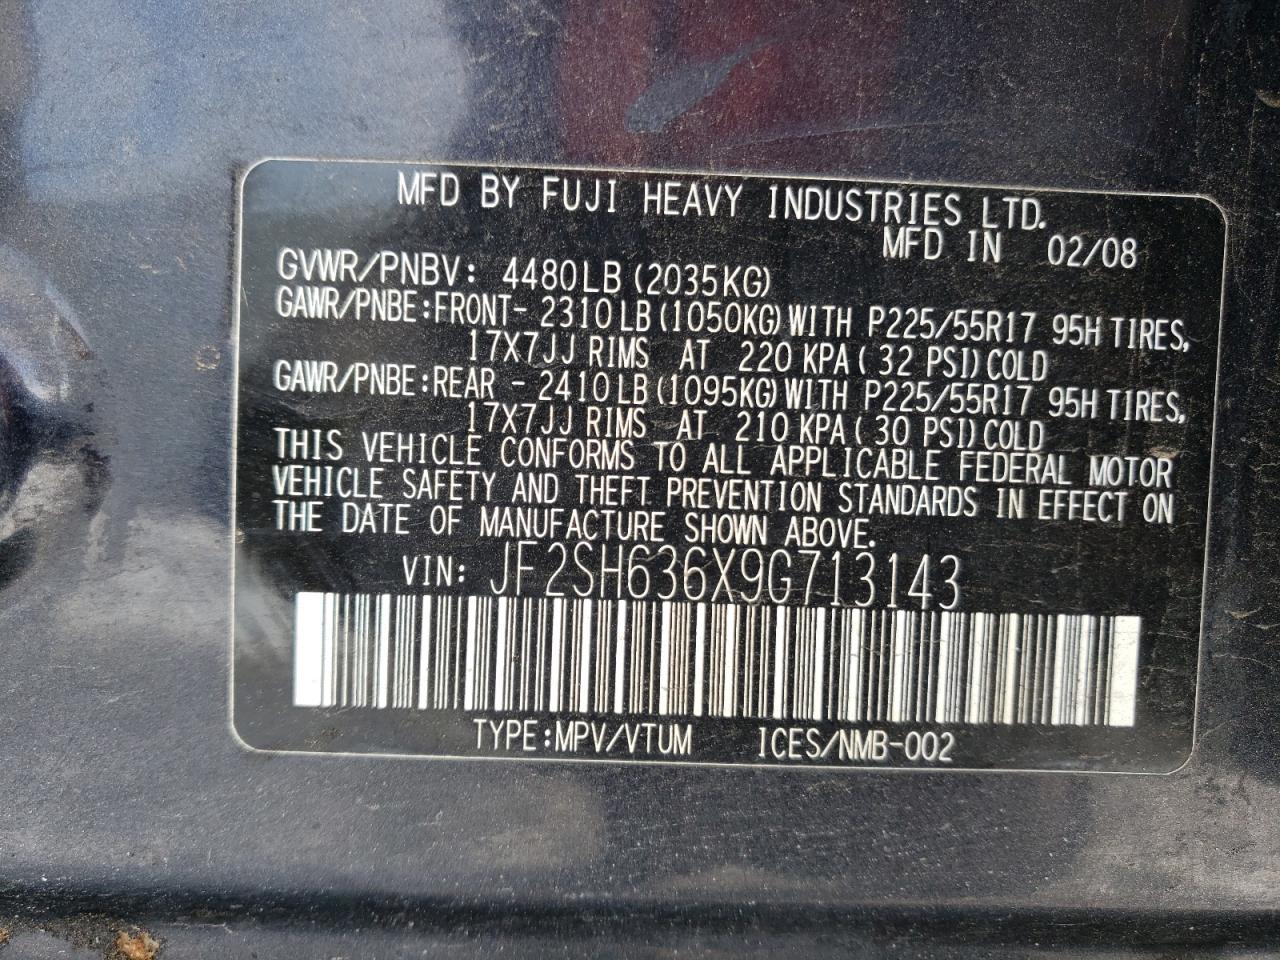 MFD BY FUJI HEAVY INDUSTRIES LTD.
MFD IN 02/08
GVWR/PNBV: 4480LB (2035KG)
GAWR/PNBE:FRONT- 2310LB (1050KG) WITH P225/55R17 95H TIRES,
17X7JJ RIMS AT 220 KPA ( 32 PSI) COLD
GAWR/PNBE:REAR - 2410LB (1095KG) WITH P225/55R17 95H TIRES,
17X7JJ RIMS AT 210 KPA ( 30 PSI) COLD
THIS VEHICLE CONFORMS TO ALL APPLICABLE FEDERAL MOTOR
VEHICLE SAFETY AND THEFT PREVENTION STANDARDS IN EFFECT ON
THE DATE OF MANUFACTURE SHOWN ABOVE.
VIN: JF2SH636X9G713143
TYPE:MPV/VTUM ICES/NMB-002